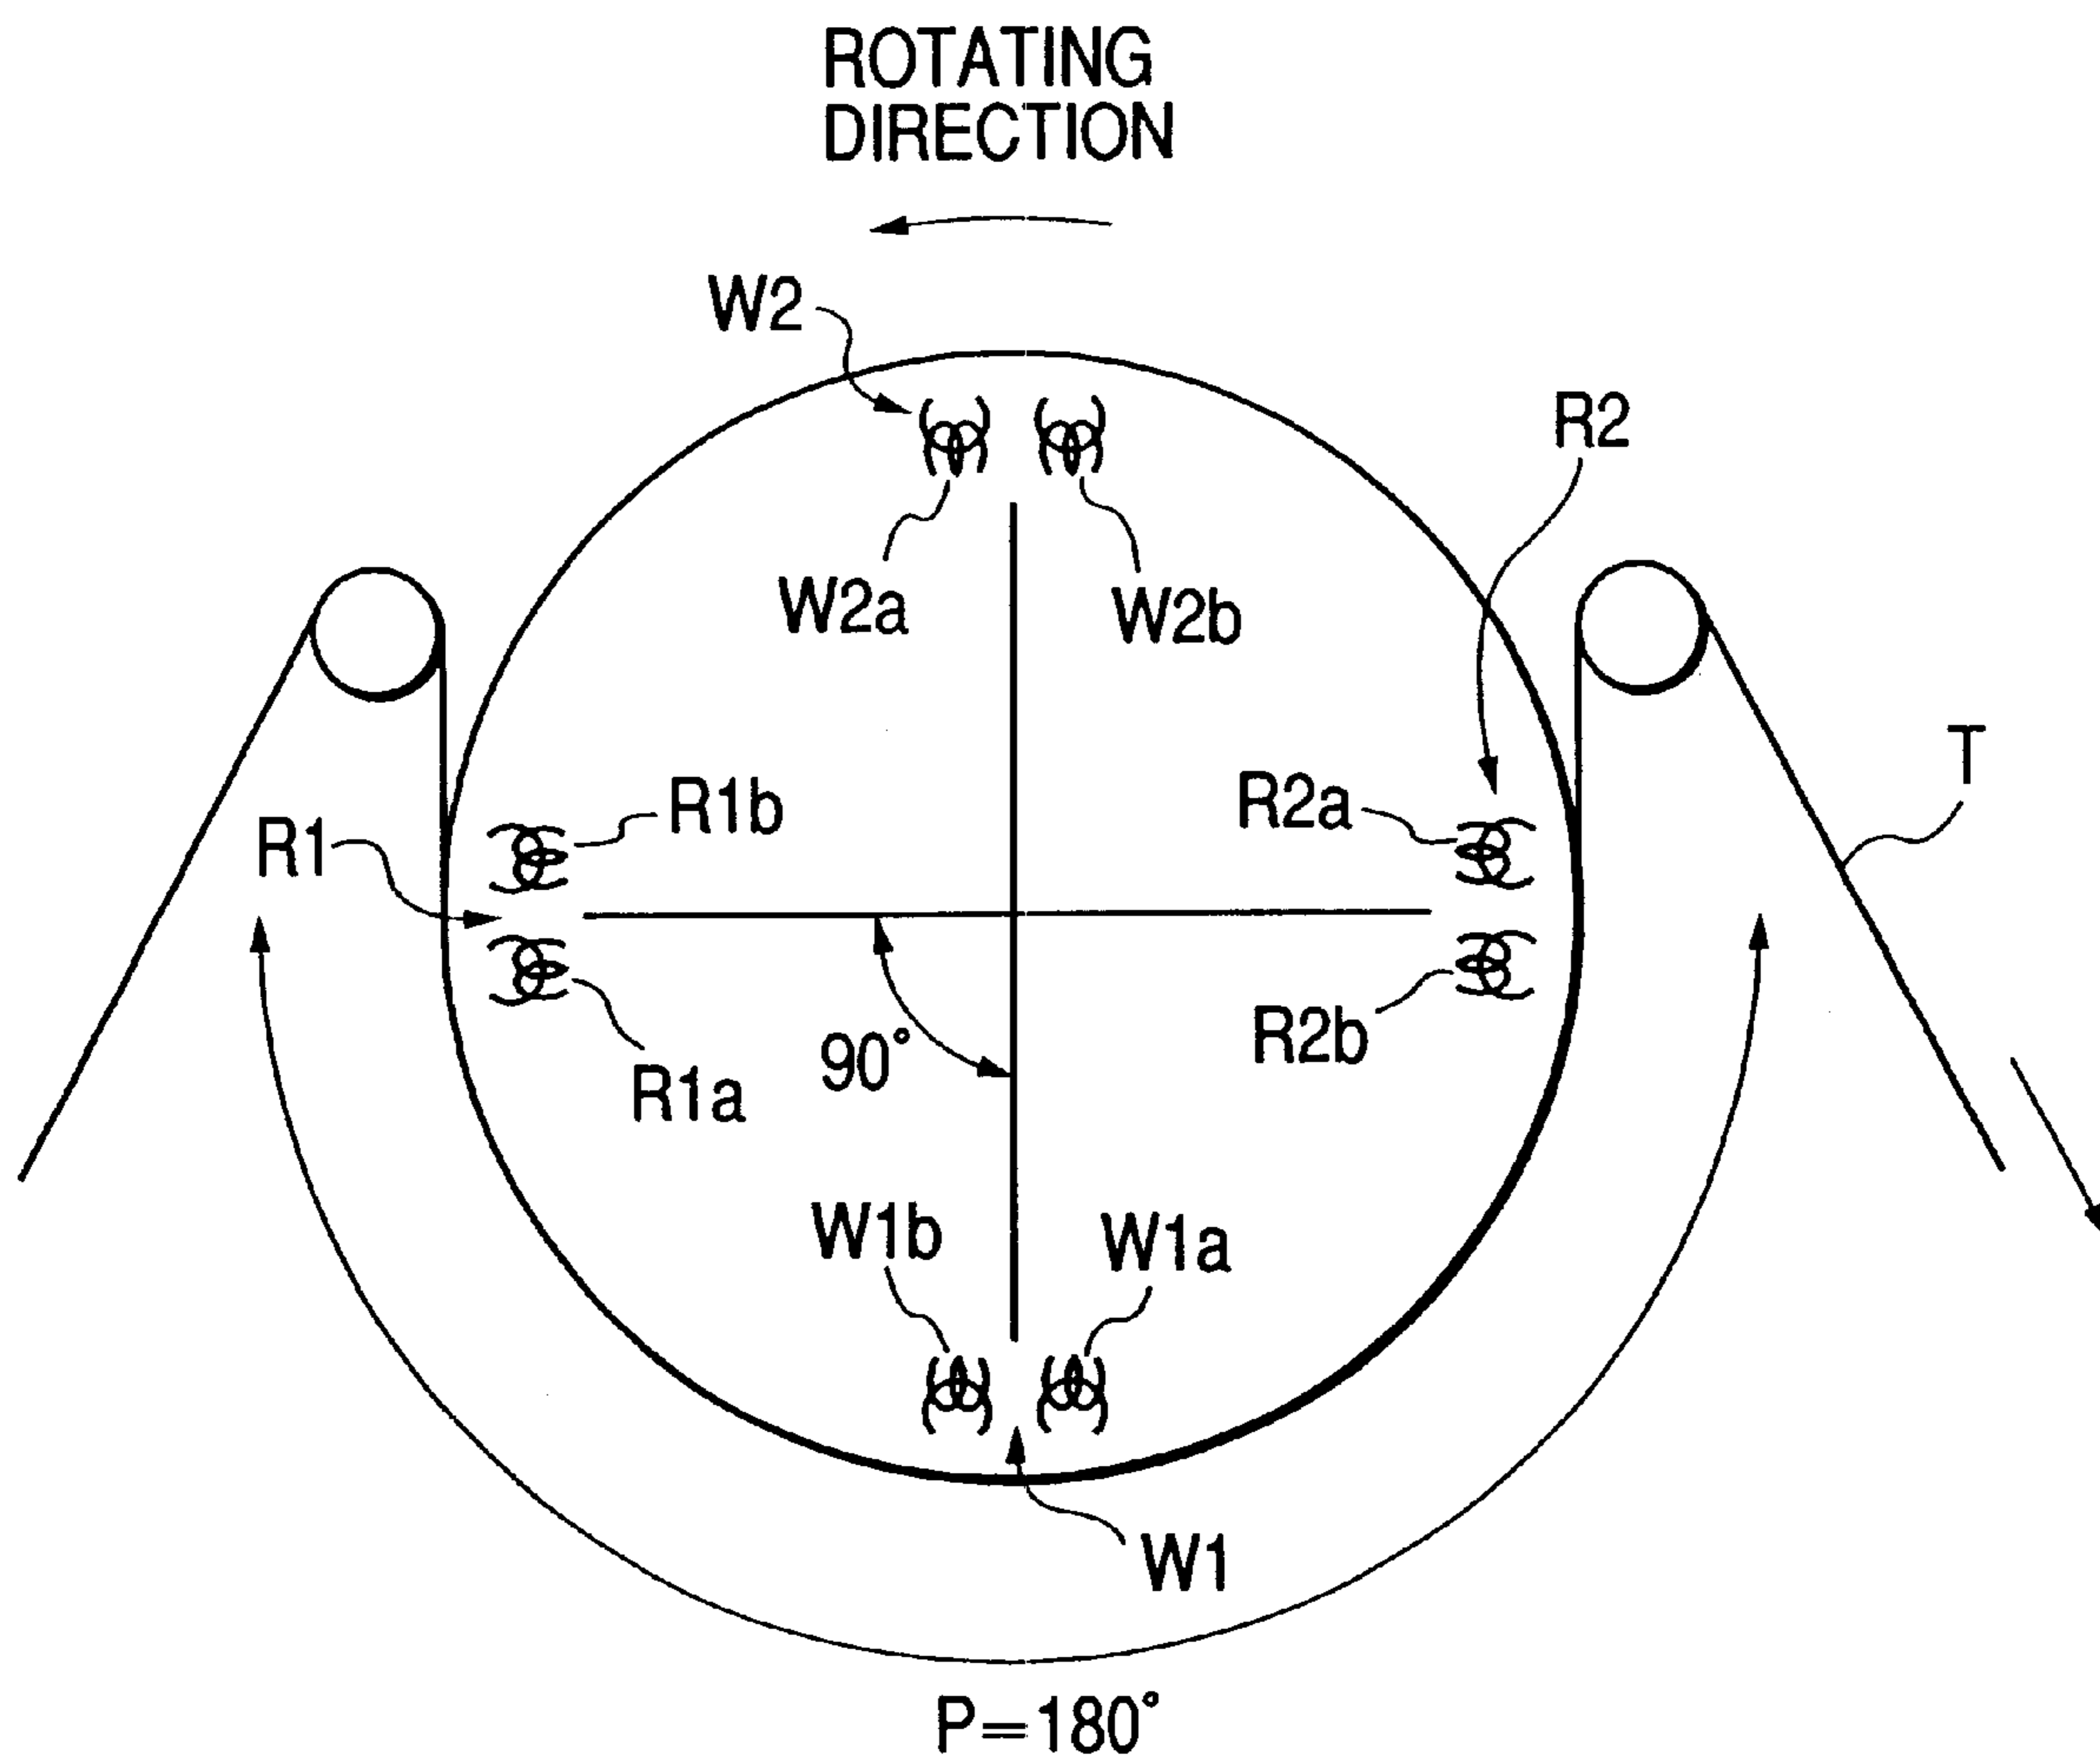 ROTATING
DIRECTION
W2
R2
W2a
W2b
T
R1b
R2a
R1
90°
R2b
R1a
W1b
W1a
W1
P=180°